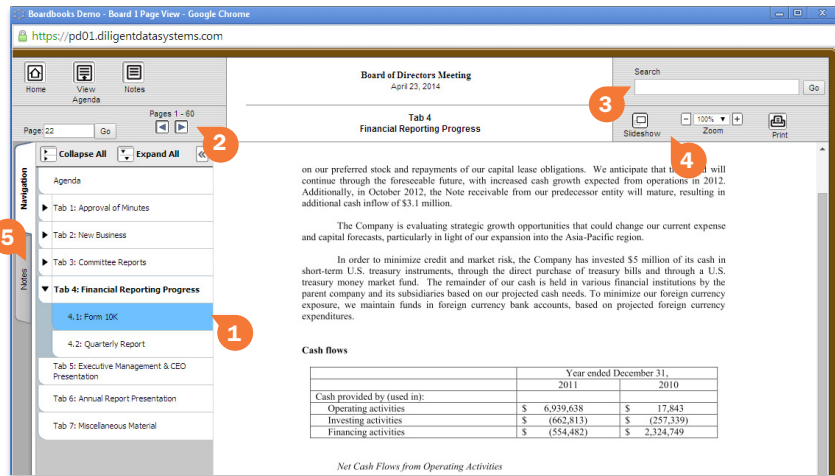 Boardbooks Demo - Board 1 Page View - Google Chrome
https://pd01.diligentdatasystems.com
Home
View Agenda
Notes
Board of Directors Meeting
April 23, 2014
Search
Go
3
Page: 22
Go
Pages 1 - 60
2
Tab 4
Financial Reporting Progress
Slideshow
100%
Zoom
Print
4
Navigation
Notes
5
Collapse All
Expand All
Agenda
Tab 1: Approval of Minutes
Tab 2: New Business
Tab 3: Committee Reports
Tab 4: Financial Reporting Progress
4.1: Form 10K
1
4.2: Quarterly Report
Tab 5: Executive Management & CEO
Presentation
Tab 6: Annual Report Presentation
Tab 7: Miscellaneous Material
on our preferred stock and repayments of our capital lease obligations. We anticipate that will
continue through the foreseeable future, with increased cash growth expected from operations in 2012.
Additionally, in October 2012, the Note receivable from our predecessor entity will mature, resulting in
additional cash inflow of $3.1 million.
The Company is evaluating strategic growth opportunities that could change our current expense
and capital forecasts, particularly in light of our expansion into the Asia-Pacific region.
In order to minimize credit and market risk, the Company has invested $5 million of its cash in
short-term U.S. treasury instruments, through the direct purchase of treasury bills and through a U.S.
treasury money market fund. The remainder of our cash is held in various financial institutions by the
parent company and its subsidiaries based on our projected cash needs. To minimize our foreign currency
exposure, we maintain funds in foreign currency bank accounts, based on projected foreign currency
expenditures.
Cash flows
Year ended December 31,
2011 2010
Cash provided by (used in):
Operating activities $ 6,939,638 $ 17,843
Investing activities $ (662,813) $ (257,339)
Financing activities $ (554,482) $ 2,324,749
Net Cash Flows from Operating Activities